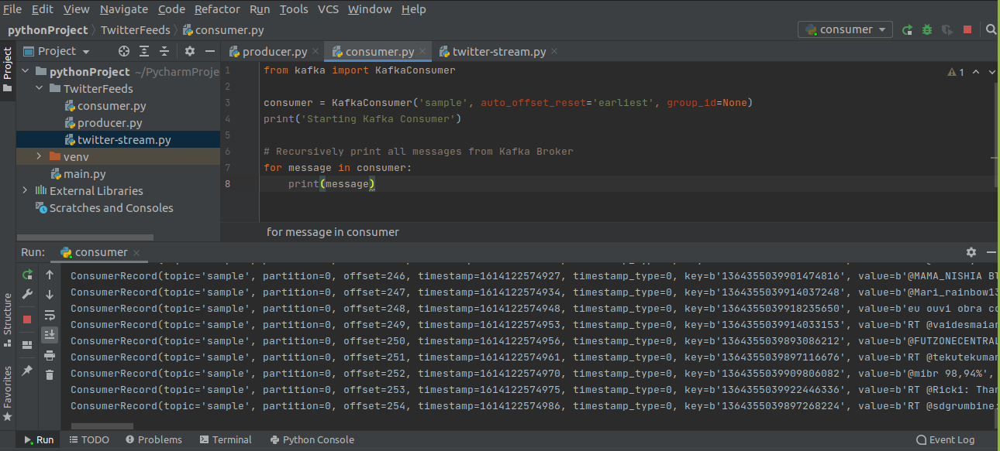 File Edit View Navigate Code Refactor Run Tools VCS Window Help
pythonProject TwitterFeeds consumer.py consumer
Project producer.py consumer.py twitter-stream.py
Project
pythonProject ~/PycharmProje
TwitterFeeds
consumer.py
producer.py
twitter-stream.py
venv
main.py
External Libraries
Scratches and Consoles
1 from kafka import KafkaConsumer
1
2
3 consumer = KafkaConsumer('sample', auto_offset_reset='earliest', group_id=None)
4 print('Starting Kafka Consumer')
5
6 # Recursively print all messages from Kafka Broker
7 for message in consumer:
8 print(message)
for message in consumer
Run: consumer
ConsumerRecord(topic='sample', partition=0, offset=246, timestamp=1614122574927, timestamp_type=0, key=b'1364355039901474816', value=b'@MAMA_NISHIA BT
ConsumerRecord(topic='sample', partition=0, offset=247, timestamp=1614122574934, timestamp_type=0, key=b'1364355039914037248', value=b'@Mari_rainbow13
ConsumerRecord(topic='sample', partition=0, offset=248, timestamp=1614122574948, timestamp_type=0, key=b'1364355039918235650', value=b'eu ouvi obra co
ConsumerRecord(topic='sample', partition=0, offset=249, timestamp=1614122574953, timestamp_type=0, key=b'1364355039914033153', value=b'RT @vaidesmaian
ConsumerRecord(topic='sample', partition=0, offset=250, timestamp=1614122574956, timestamp_type=0, key=b'1364355039893086212', value=b'@FUTZONECENTRAL
ConsumerRecord(topic='sample', partition=0, offset=251, timestamp=1614122574961, timestamp_type=0, key=b'1364355039897116676', value=b'RT @tekutekuman
ConsumerRecord(topic='sample', partition=0, offset=252, timestamp=1614122574970, timestamp_type=0, key=b'1364355039909806082', value=b'@mibr 98,94%',
ConsumerRecord(topic='sample', partition=0, offset=253, timestamp=1614122574975, timestamp_type=0, key=b'1364355039922446336', value=b'RT @Ricki: Than
ConsumerRecord(topic='sample', partition=0, offset=254, timestamp=1614122574986, timestamp_type=0, key=b'1364355039897268224', value=b'RT @sdgrumbine:
Structure
Favorites
Run TODO Problems Terminal Python Console Event Log